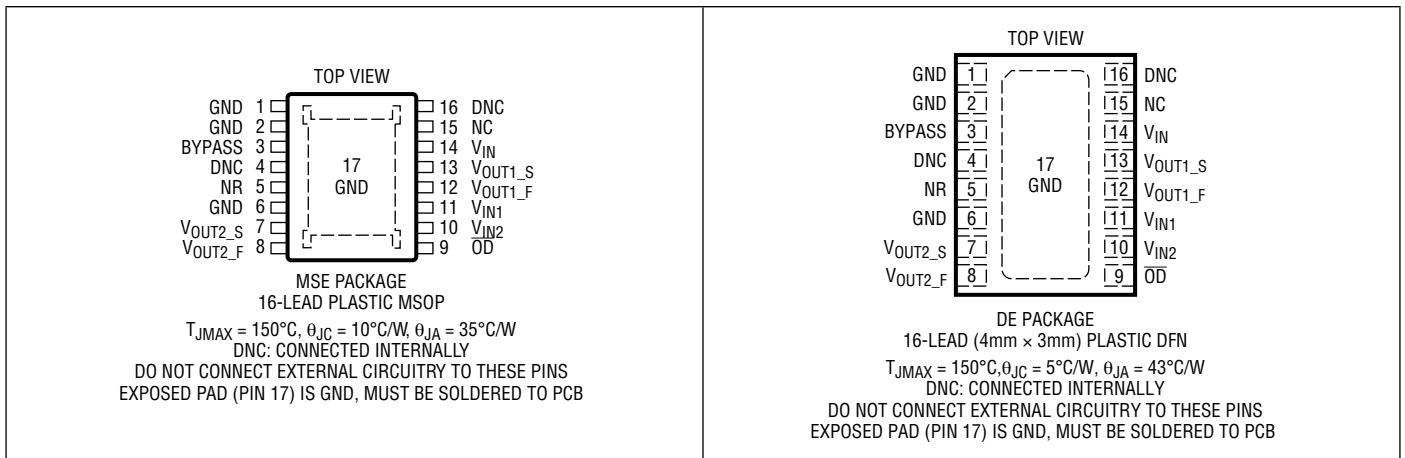 TOP VIEW
GND 1
GND 2
BYPASS 3
DNC 4
NR 5
GND 6
VOUT2_S 7
VOUT2_F 8
16 DNC
15 NC
14 VIN
13 VOUT1_S
12 VOUT1_F
11 VIN1
10 VIN2
9 O̅D̅
17
GND
MSE PACKAGE
16-LEAD PLASTIC MSOP
TJMAX = 150°C, θJC = 10°C/W, θJA = 35°C/W
DNC: CONNECTED INTERNALLY
DO NOT CONNECT EXTERNAL CIRCUITRY TO THESE PINS
EXPOSED PAD (PIN 17) IS GND, MUST BE SOLDERED TO PCB
TOP VIEW
GND 1
GND 2
BYPASS 3
DNC 4
NR 5
GND 6
VOUT2_S 7
VOUT2_F 8
16 DNC
15 NC
14 VIN
13 VOUT1_S
12 VOUT1_F
11 VIN1
10 VIN2
9 O̅D̅
17
GND
DE PACKAGE
16-LEAD (4mm × 3mm) PLASTIC DFN
TJMAX = 150°C,θJC = 5°C/W, θJA = 43°C/W
DNC: CONNECTED INTERNALLY
DO NOT CONNECT EXTERNAL CIRCUITRY TO THESE PINS
EXPOSED PAD (PIN 17) IS GND, MUST BE SOLDERED TO PCB